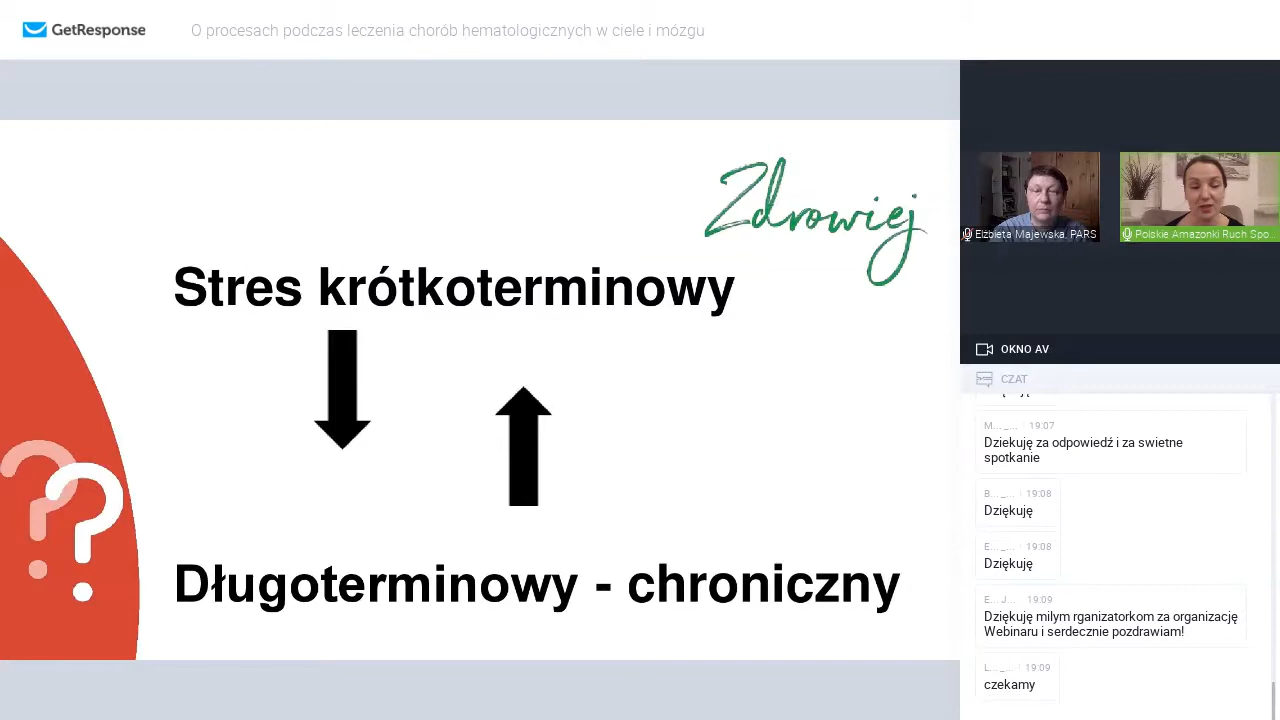 GetResponse
O procesach podczas leczenia chorób hematologicznych w ciele i mózgu
Zdrowiej
Stres krótkoterminowy
Długoterminowy - chroniczny
??
Elżbieta Majewska, PARS
Polskie Amazonki Ruch Spo...
OKNO AV
CZAT
M... _... 19:07
Dziekuję za odpowiedź i za swietne
spotkanie
B... _... 19:08
Dziękuję
E... _... 19:08
Dziękuję
E... J... 19:09
Dziękuję milym rganizatorkom za organizację
Webinaru i serdecznie pozdrawiam!
L... _... 19:09
czekamy